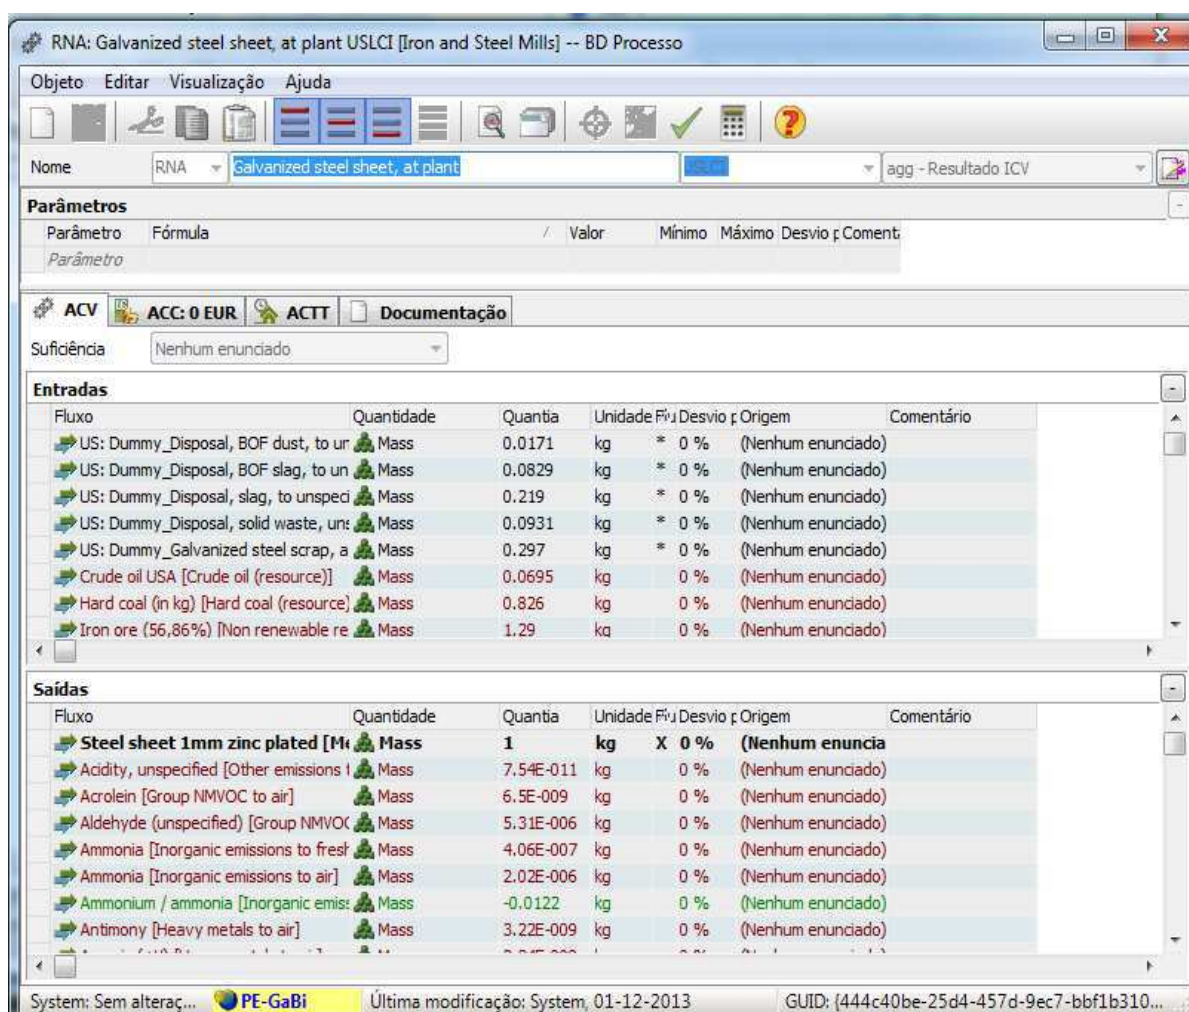 RNA: Galvanized steel sheet, at plant USLCI [Iron and Steel Mills] -- BD Processo
Objeto Editar Visualização Ajuda
Nome RNA Galvanized steel sheet, at plant USLCI agg - Resultado ICV
Parâmetros
Parâmetro Fórmula / Valor Mínimo Máximo Desvio p Coment
Parâmetro
ACV ACC: 0 EUR ACTT Documentação
Suficiência Nenhum enunciado
Entradas
Fluxo Quantidade Quantia Unidade Desvio p Origem Comentário
US: Dummy_Disposal, BOF dust, to un Mass 0.0171 kg * 0 % (Nenhum enunciado)
US: Dummy_Disposal, BOF slag, to un Mass 0.0829 kg * 0 % (Nenhum enunciado)
US: Dummy_Disposal, slag, to unspeci Mass 0.219 kg * 0 % (Nenhum enunciado)
US: Dummy_Disposal, solid waste, uns Mass 0.0931 kg * 0 % (Nenhum enunciado)
US: Dummy_Galvanized steel scrap, a Mass 0.297 kg * 0 % (Nenhum enunciado)
Crude oil USA [Crude oil (resource)] Mass 0.0695 kg 0 % (Nenhum enunciado)
Hard coal (in kg) [Hard coal (resource) Mass 0.826 kg 0 % (Nenhum enunciado)
Iron ore (56,86%) [Non renewable re Mass 1.29 kg 0 % (Nenhum enunciado)
Saídas
Fluxo Quantidade Quantia Unidade Desvio p Origem Comentário
Steel sheet 1mm zinc plated [Me Mass 1 kg X 0 % (Nenhum enuncia
Acidity, unspecified [Other emissions t Mass 7.54E-011 kg 0 % (Nenhum enunciado)
Acrolein [Group NMVOC to air] Mass 6.5E-009 kg 0 % (Nenhum enunciado)
Aldehyde (unspecified) [Group NMVOC Mass 5.31E-006 kg 0 % (Nenhum enunciado)
Ammonia [Inorganic emissions to fresh Mass 4.06E-007 kg 0 % (Nenhum enunciado)
Ammonia [Inorganic emissions to air] Mass 2.02E-006 kg 0 % (Nenhum enunciado)
Ammonium / ammonia [Inorganic emiss Mass -0.0122 kg 0 % (Nenhum enunciado)
Antimony [Heavy metals to air] Mass 3.22E-009 kg 0 % (Nenhum enunciado)
System: Sem alteraç... PE-GaBi Última modificação: System, 01-12-2013 GUID: {444c40be-25d4-457d-9ec7-bbf1b310...